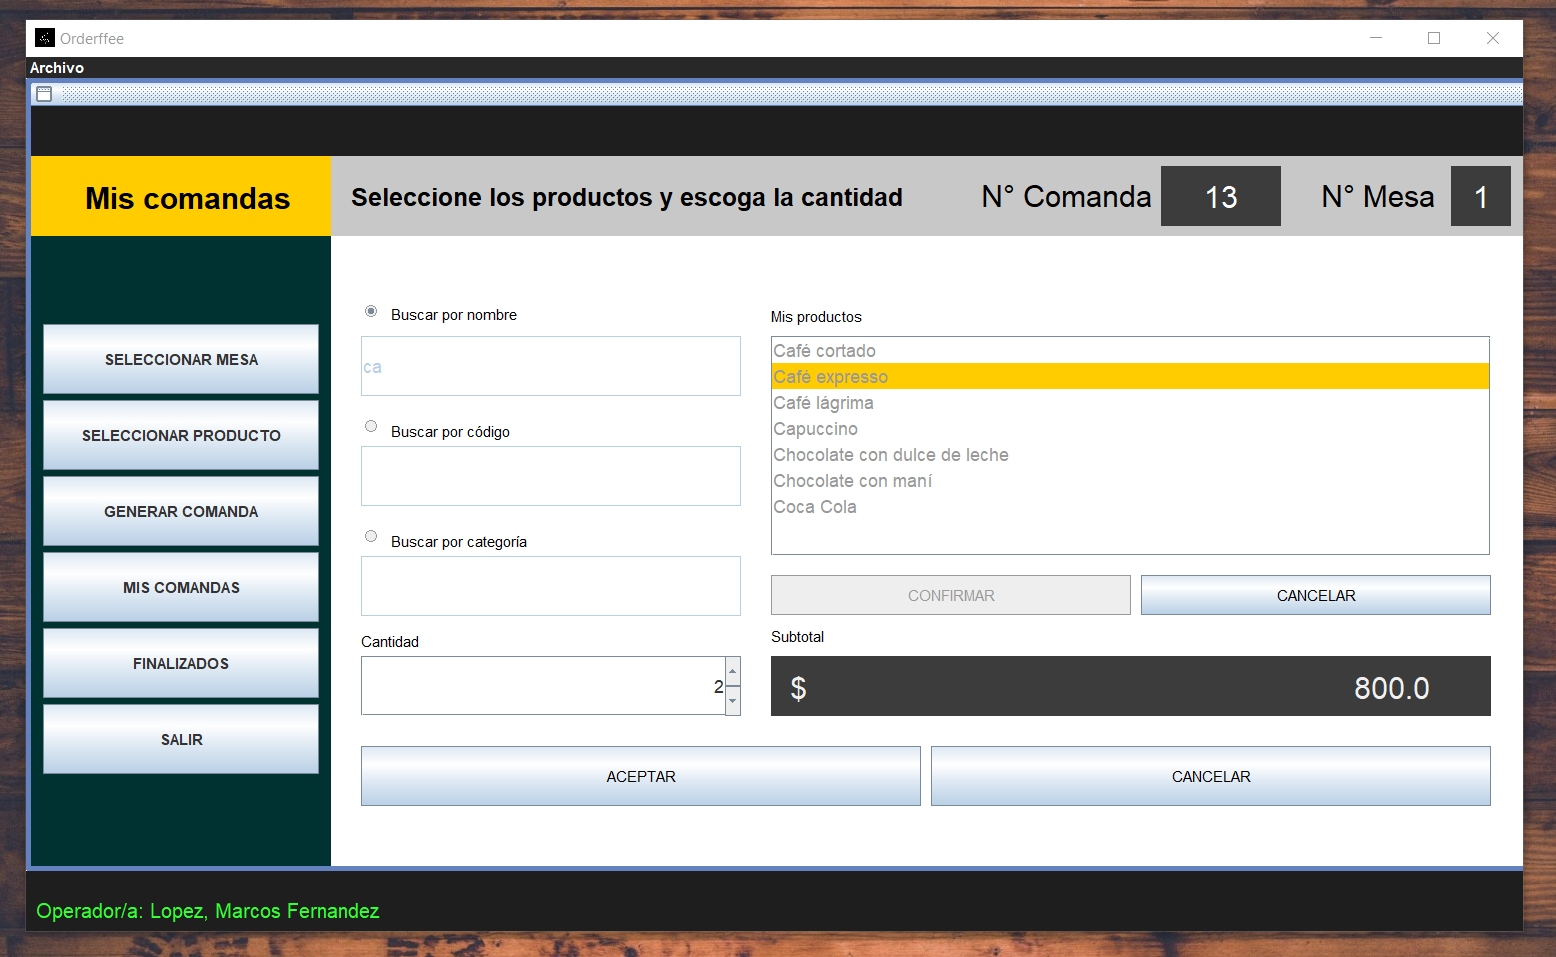 Orderffee
Archivo
Mis comandas
Seleccione los productos y escoga la cantidad
N° Comanda 13
N° Mesa 1
SELECCIONAR MESA
SELECCIONAR PRODUCTO
GENERAR COMANDA
MIS COMANDAS
FINALIZADOS
SALIR
Buscar por nombre
ca
Buscar por código
Buscar por categoría
Cantidad
2
Mis productos
Café cortado
Café expresso
Café lágrima
Capuccino
Chocolate con dulce de leche
Chocolate con maní
Coca Cola
CONFIRMAR
CANCELAR
Subtotal
$ 800.0
ACEPTAR
CANCELAR
Operador/a: Lopez, Marcos Fernandez